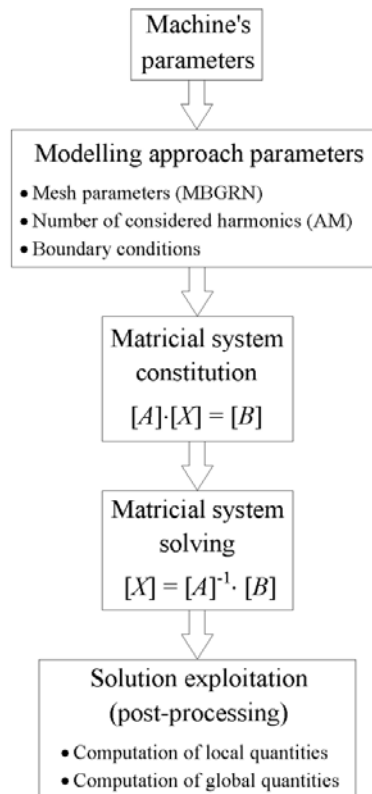 Machine's
parameters
Modelling approach parameters
• Mesh parameters (MBGRN)
• Number of considered harmonics (AM)
• Boundary conditions
Matricial system
constitution
[A]·[X] = [B]
Matricial system
solving
[X] = [A]⁻¹· [B]
Solution exploitation
(post-processing)
• Computation of local quantities
• Computation of global quantities